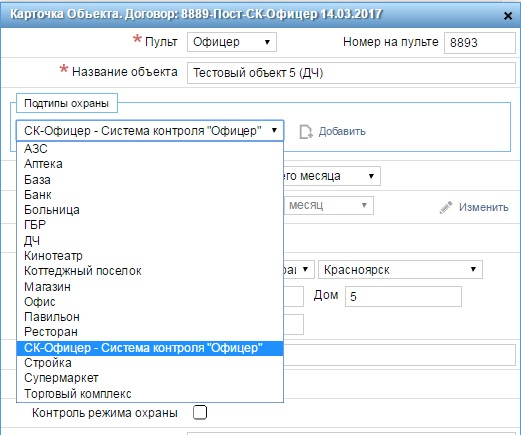 Карточка Объекта. Договор: 8889-Пост-СК-Офицер 14.03.2017
* Пульт Офицер Номер на пульте 8893
* Название объекта Тестовый объект 5 (ДЧ)
Подтипы охраны
СК-Офицер - Система контроля "Офицер" Добавить
АЗС
Аптека
База его месяца
Банк
Больница месяц Изменить
ГБР
ДЧ
Кинотеатр
Коттеджный поселок Красноярск
Магазин
Офис Дом 5
Павильон
Ресторан
СК-Офицер - Система контроля "Офицер"
Стройка
Супермаркет
Торговый комплекс
Контроль режима охраны